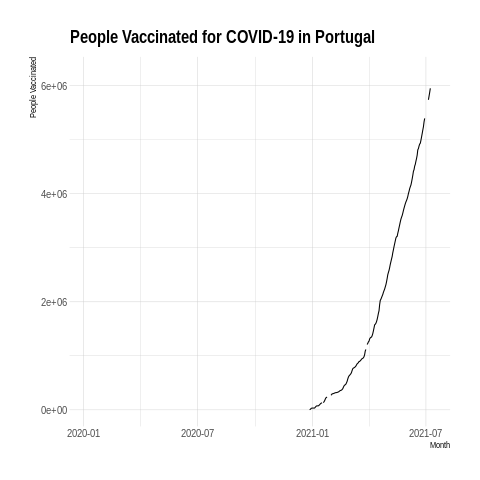 People Vaccinated for COVID-19 in Portugal
People Vaccinated
6e+06
4e+06
2e+06
0e+00
2020-01 2020-07 2021-01 2021-07
Month